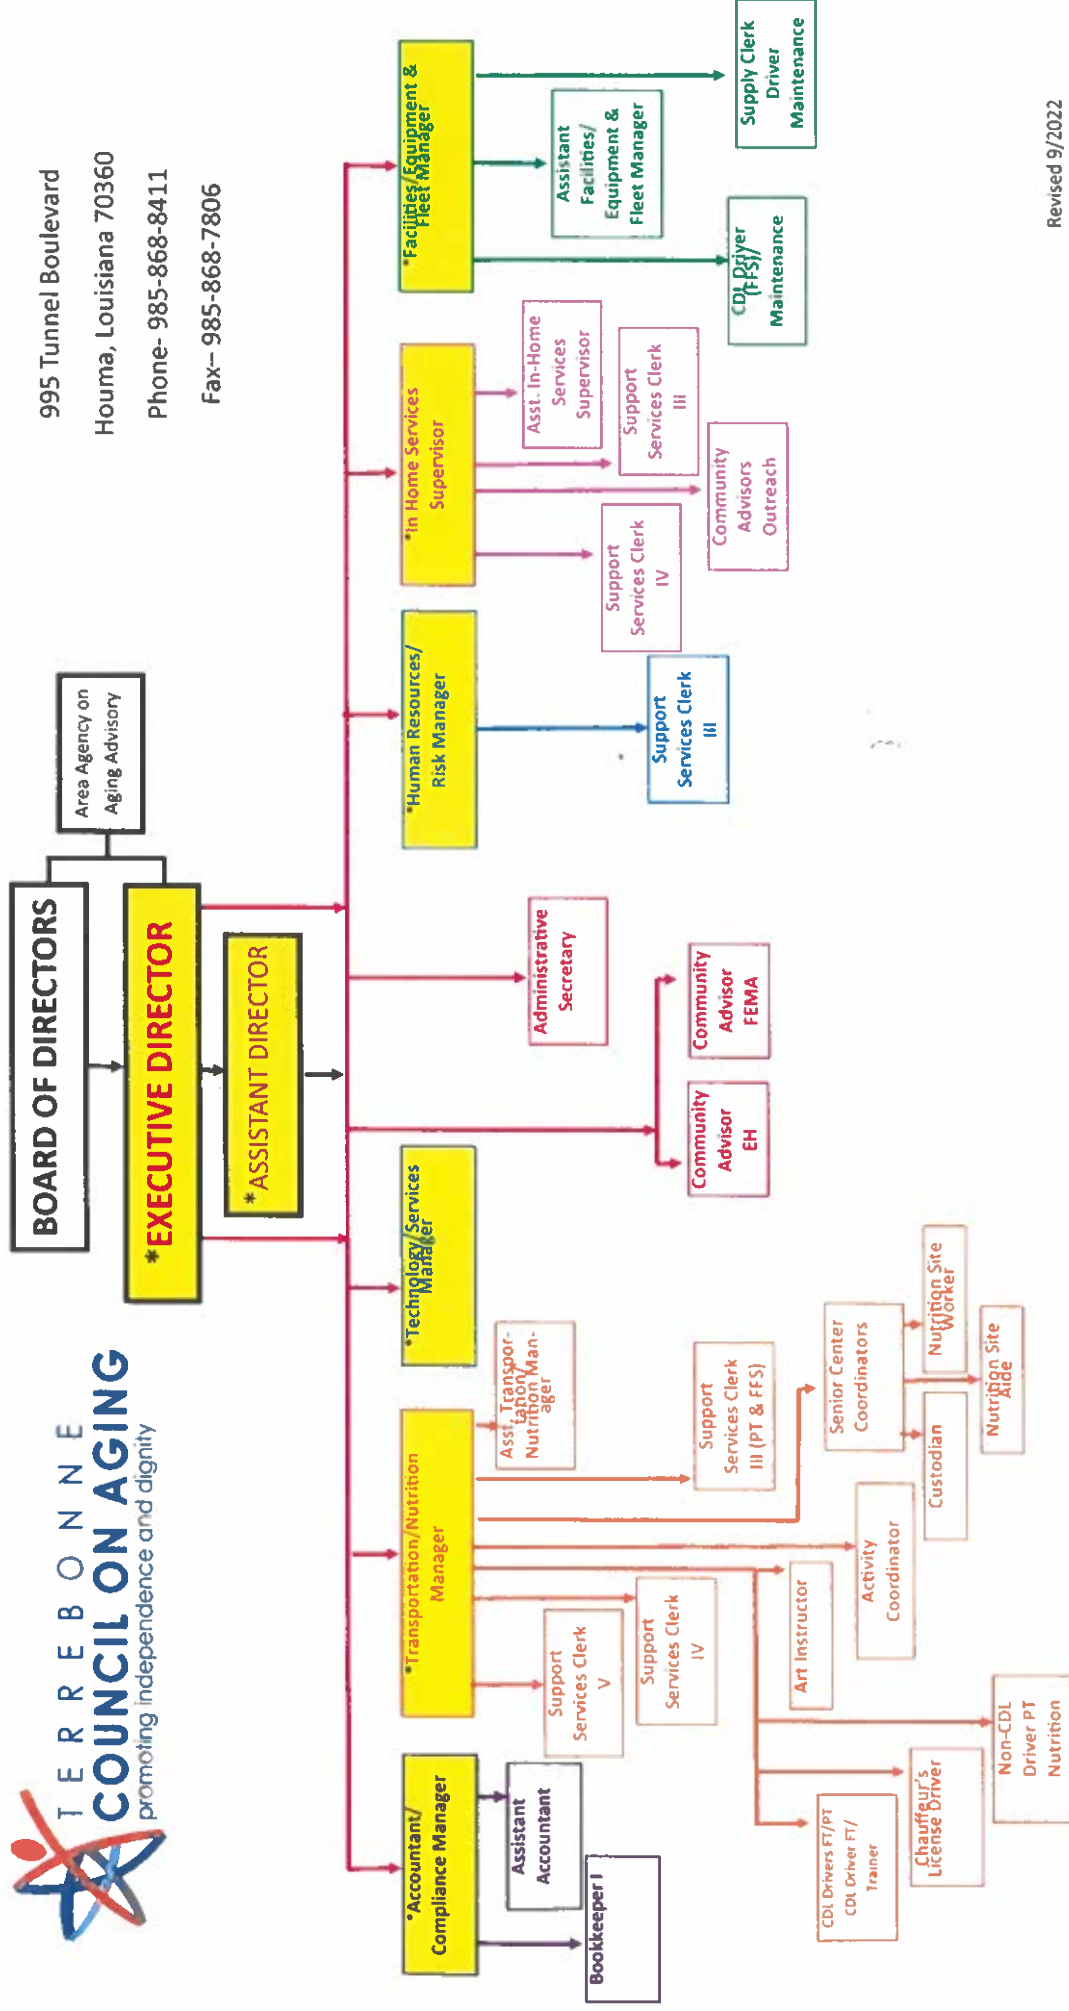 TERREBONNE
COUNCIL ON AGING
promoting independence and dignity
995 Tunnel Boulevard
Houma, Louisiana 70360
Phone- 985-868-8411
Fax-- 985-868-7806
BOARD OF DIRECTORS
Area Agency on
Aging Advisory
*EXECUTIVE DIRECTOR
*ASSISTANT DIRECTOR
*Accountant/
Compliance Manager
*Transportation/Nutrition
Manager
*Technology/Services
Manager
*Human Resources/
Risk Manager
*In Home Services
Supervisor
*Facilities/Equipment &
Fleet Manager
Assistant
Accountant
Bookkeeper I
Support
Services Clerk
V
Support
Services Clerk
IV
Asst. Transpor-
tation/
Nutrition Man-
ager
Support
Services Clerk
III (PT & FFS)
Art Instructor
Activity
Coordinator
Senior Center
Coordinators
Custodian
Nutrition Site
Worker
Nutrition Site
Aide
CDL Drivers FT/PT
CDL Driver FT/
Trainer
Chauffeur's
License Driver
Non-CDL
Driver PT
Nutrition
Administrative
Secretary
Community
Advisor
EH
Community
Advisor
FEMA
Support
Services Clerk
III
Support
Services Clerk
IV
Asst. In-Home
Services
Supervisor
Support
Services Clerk
III
Community
Advisors
Outreach
Assistant
Facilities/
Equipment &
Fleet Manager
CDL Driver
(FFS)/
Maintenance
Supply Clerk
Driver
Maintenance
Revised 9/2022